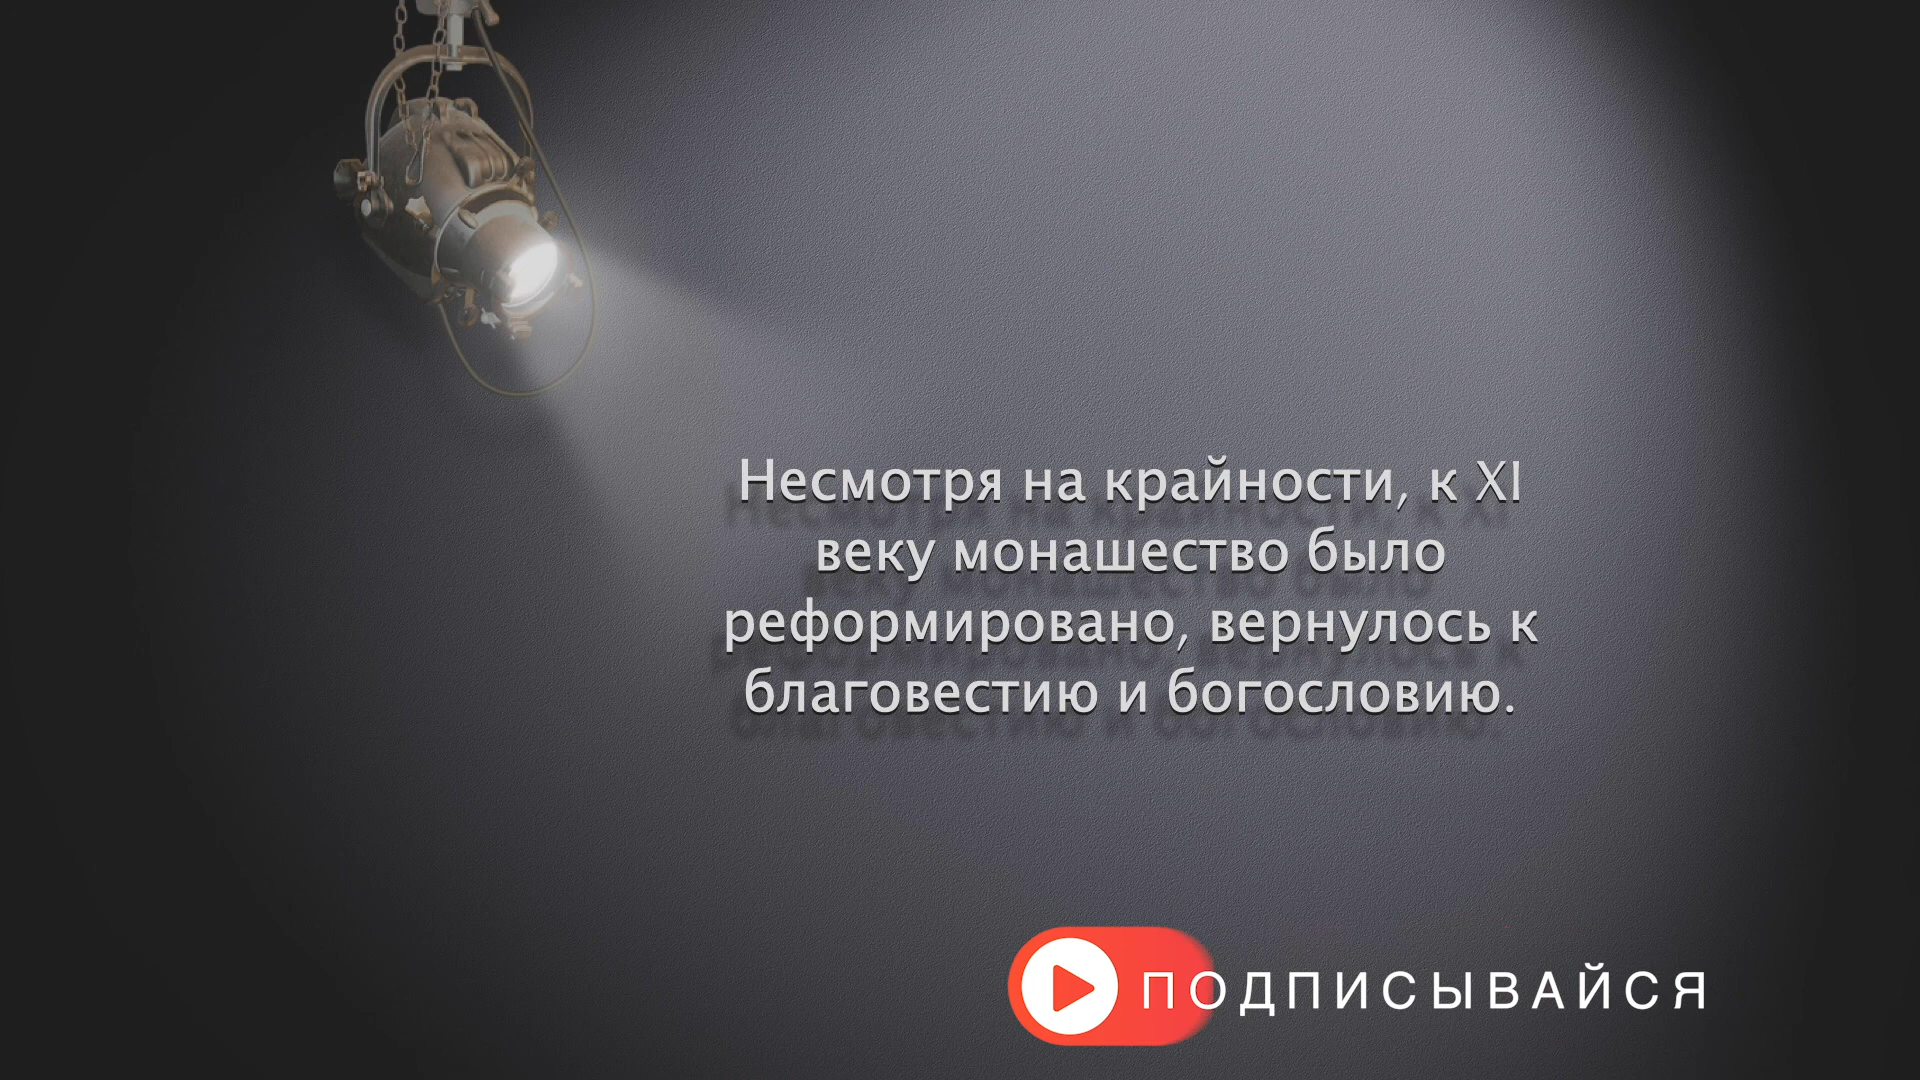 Несмотря на крайности, к XI
веку монашество было
реформировано, вернулось к
благовестию и богословию.
ПОДПИСЫВАЙСЯ